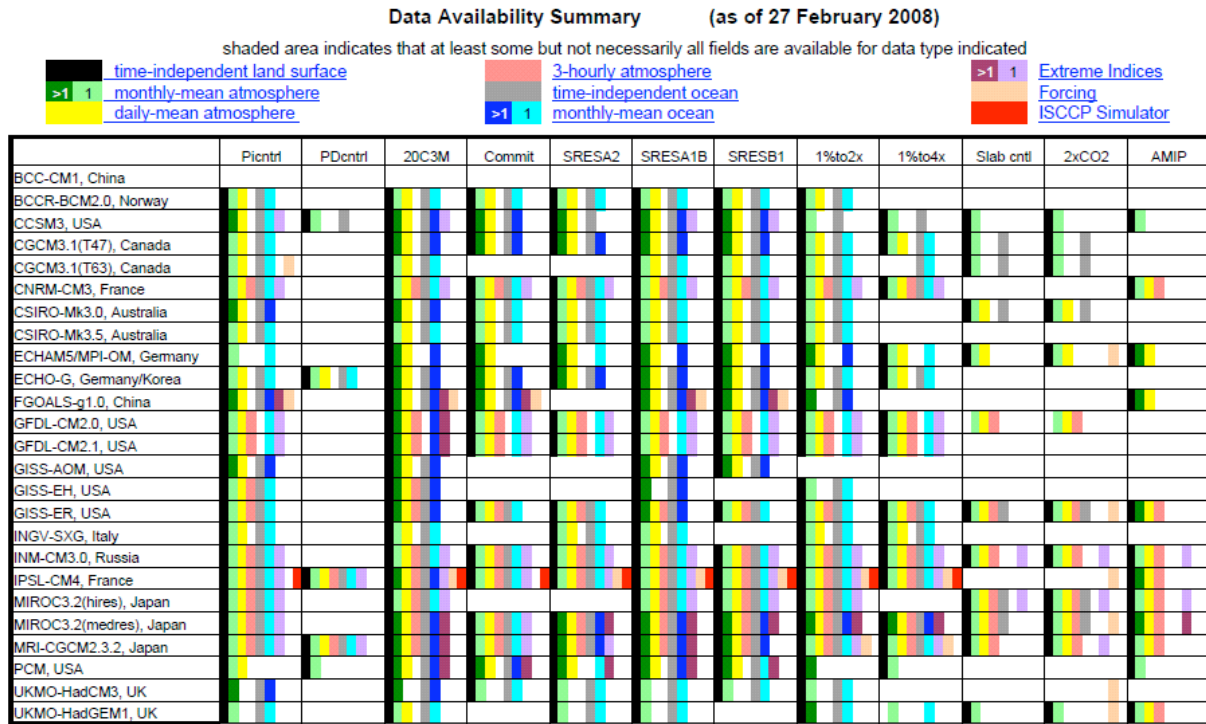 Data Availability Summary (as of 27 February 2008)
shaded area indicates that at least some but not necessarily all fields are available for data type indicated
time-independent land surface 3-hourly atmosphere >1 1 Extreme Indices
>1 1 monthly-mean atmosphere time-independent ocean Forcing
daily-mean atmosphere >1 1 monthly-mean ocean ISCCP Simulator
Picntrl PDcntrl 20C3M Commit SRESA2 SRESA1B SRESB1 1%to2x 1%to4x Slab cntl 2xCO2 AMIP
BCC-CM1, China
BCCR-BCM2.0, Norway
CCSM3, USA
CGCM3.1(T47), Canada
CGCM3.1(T63), Canada
CNRM-CM3, France
CSIRO-Mk3.0, Australia
CSIRO-Mk3.5, Australia
ECHAM5/MPI-OM, Germany
ECHO-G, Germany/Korea
FGOALS-g1.0, China
GFDL-CM2.0, USA
GFDL-CM2.1, USA
GISS-AOM, USA
GISS-EH, USA
GISS-ER, USA
INGV-SXG, Italy
INM-CM3.0, Russia
IPSL-CM4, France
MIROC3.2(hires), Japan
MIROC3.2(medres), Japan
MRI-CGCM2.3.2, Japan
PCM, USA
UKMO-HadCM3, UK
UKMO-HadGEM1, UK